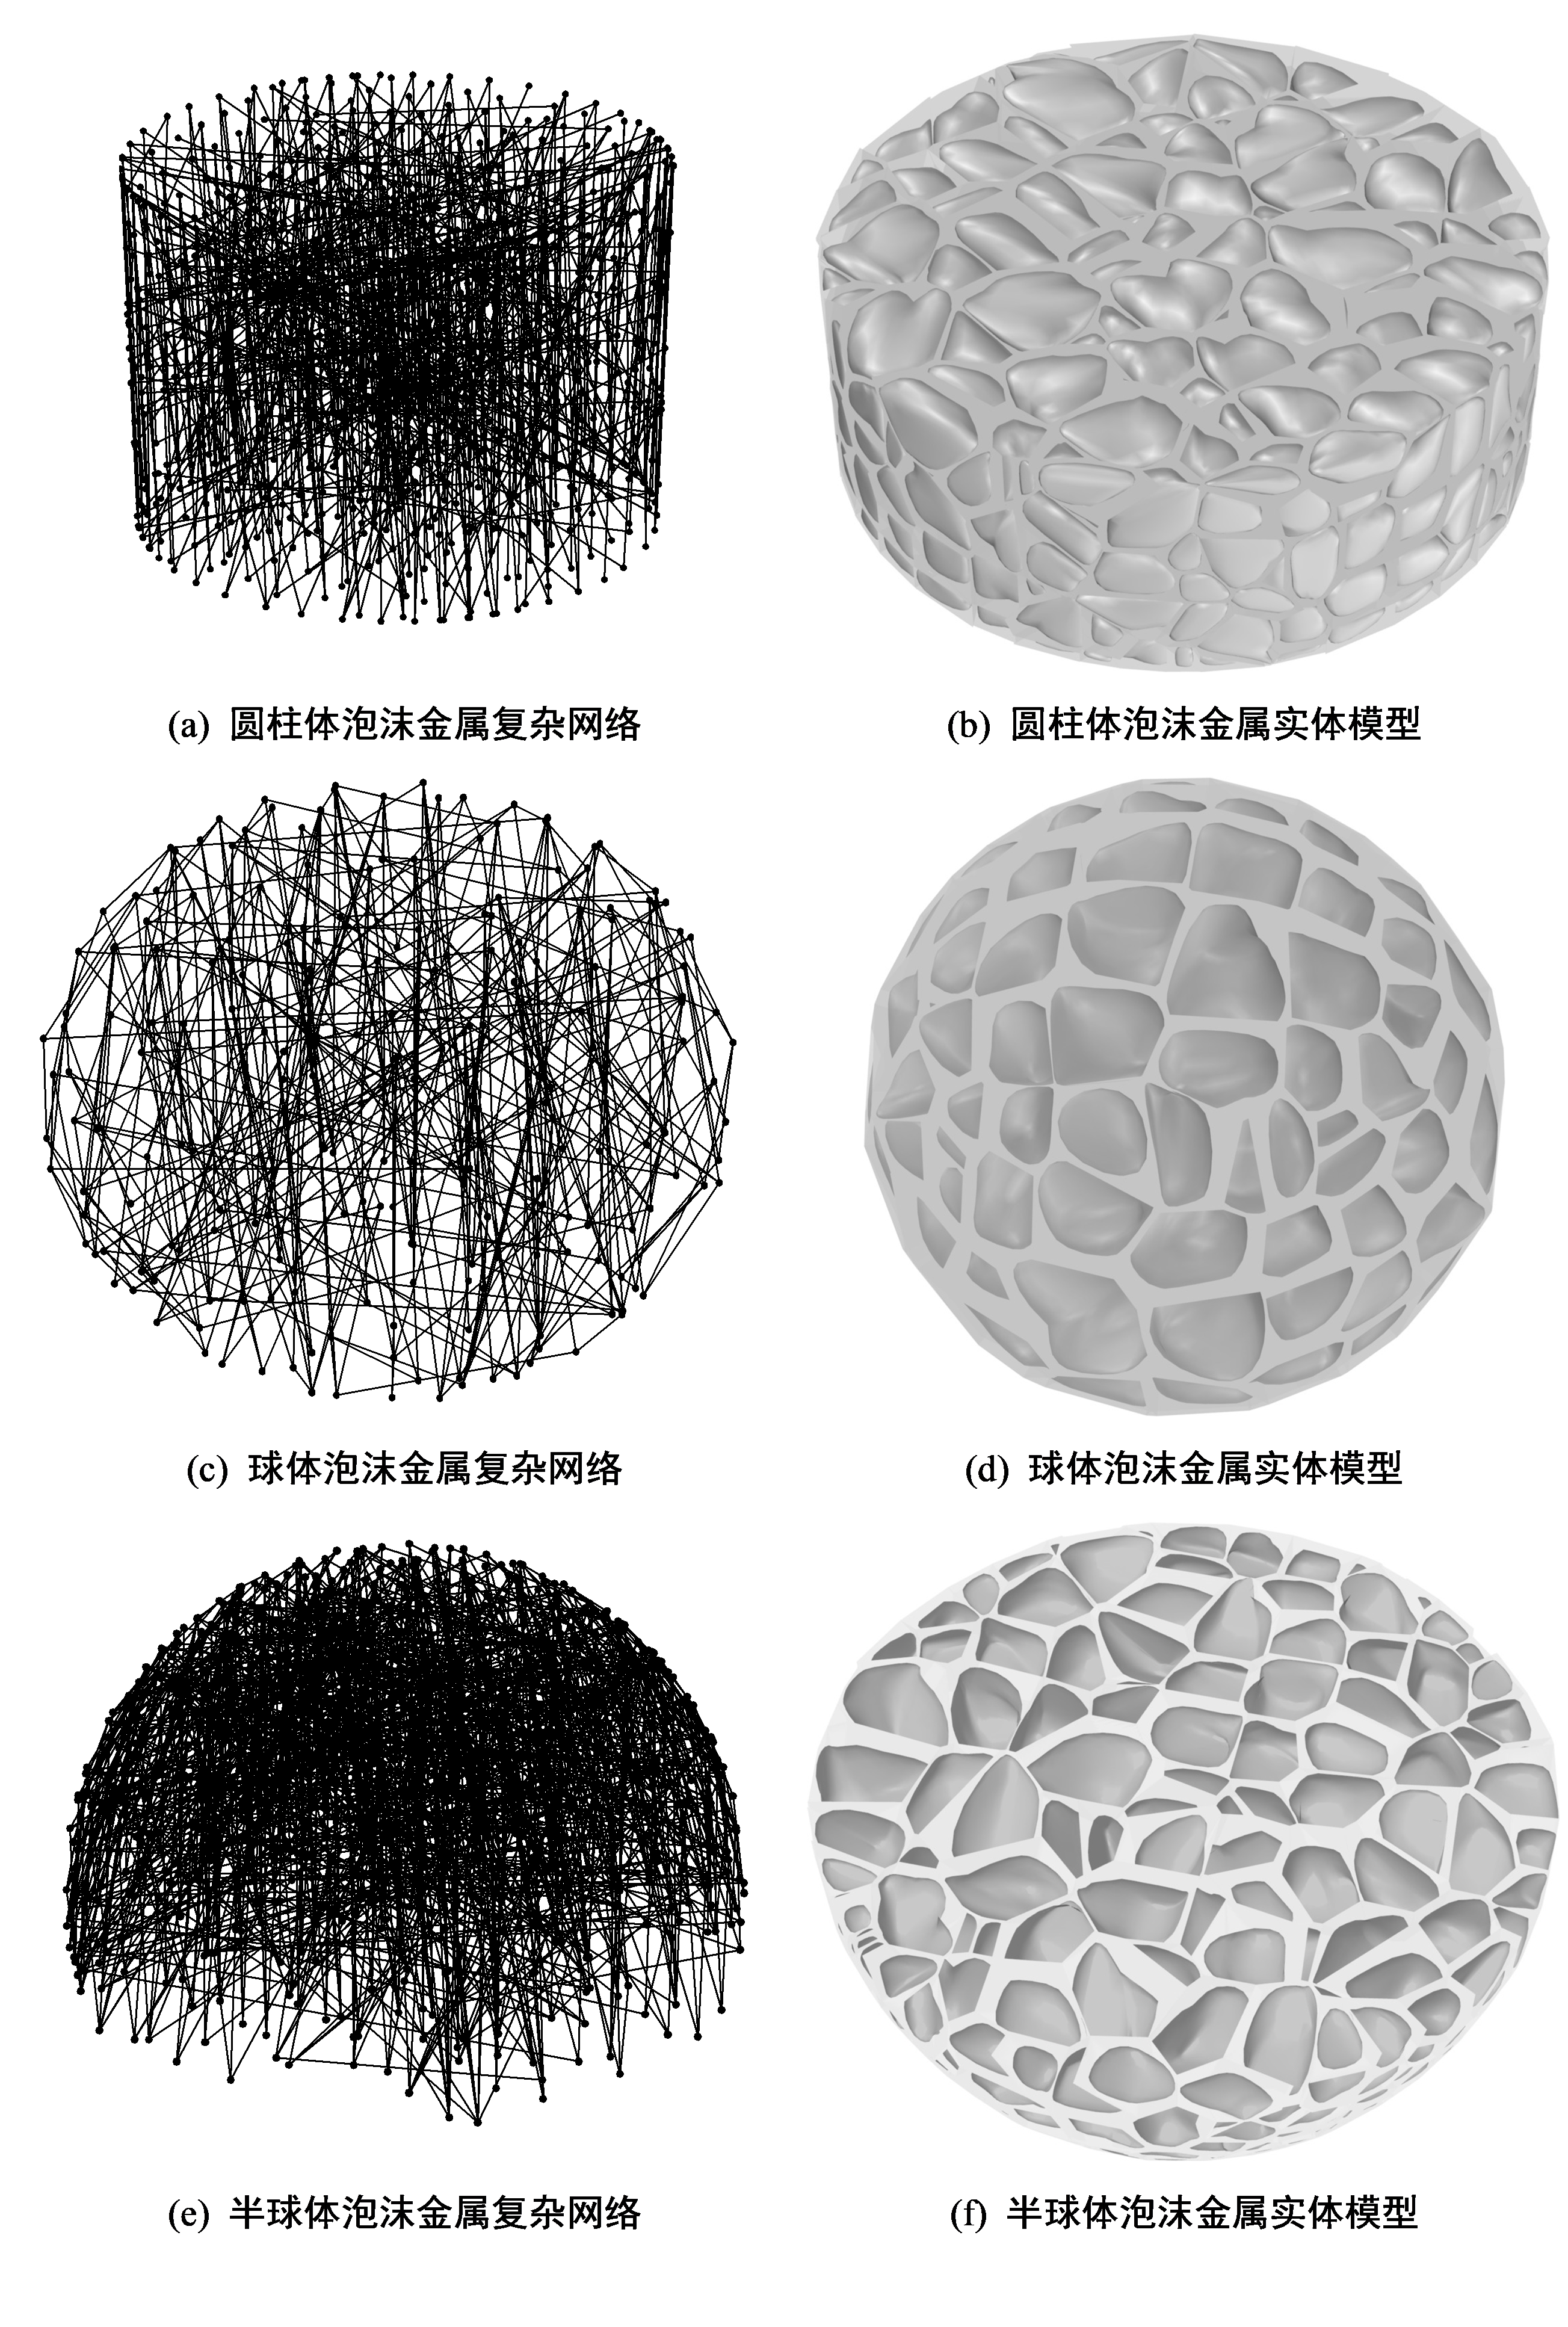 (a) 圆柱体泡沫金属复杂网络
(b) 圆柱体泡沫金属实体模型
(c) 球体泡沫金属复杂网络
(d) 球体泡沫金属实体模型
(e) 半球体泡沫金属复杂网络
(f) 半球体泡沫金属实体模型